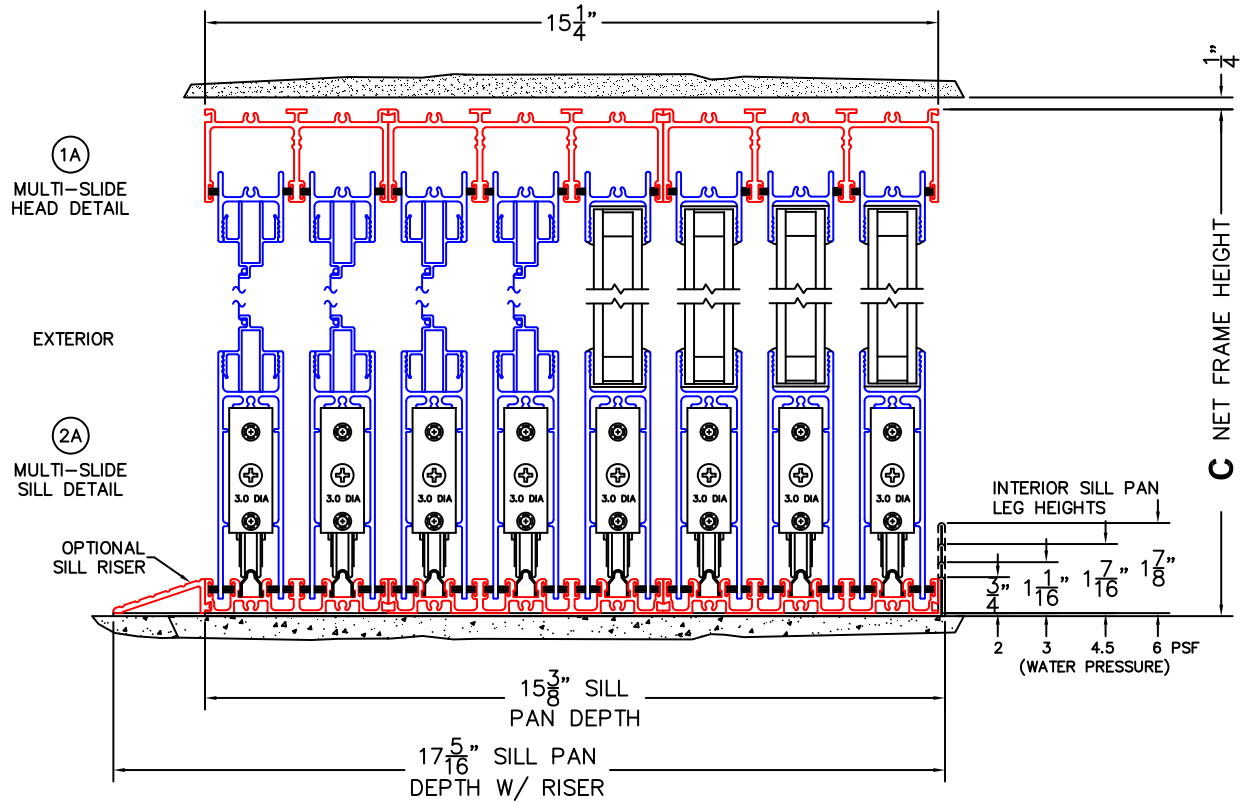 15 1/4"
1/4"
1A
MULTI-SLIDE
HEAD DETAIL
EXTERIOR
C NET FRAME HEIGHT
2A
MULTI-SLIDE
SILL DETAIL
3.0 DIA 3.0 DIA 3.0 DIA 3.0 DIA 3.0 DIA 3.0 DIA 3.0 DIA 3.0 DIA
INTERIOR SILL PAN
LEG HEIGHTS
OPTIONAL
SILL RISER
3/4" 1 1/16" 1 7/16" 1 7/8"
2 3 4.5 6 PSF
(WATER PRESSURE)
15 3/8" SILL
PAN DEPTH
17 5/16" SILL PAN
DEPTH W/ RISER